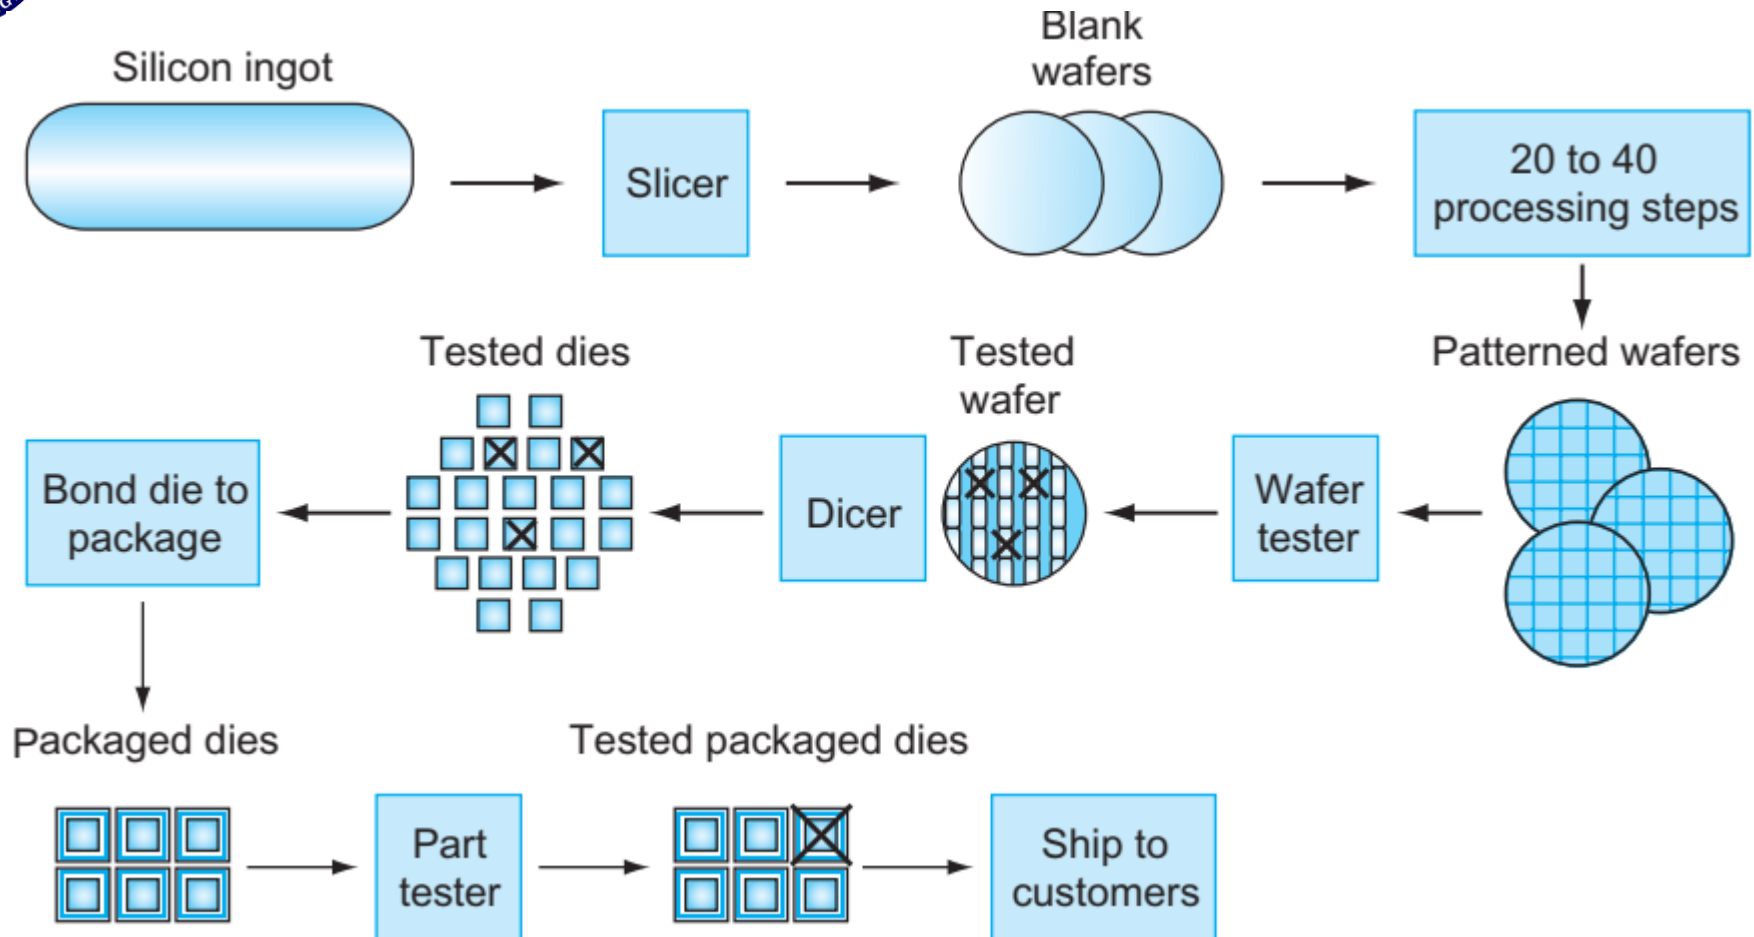 Silicon ingot
Slicer
Blank
wafers
20 to 40
processing steps
Tested dies
Tested
wafer
Patterned wafers
Bond die to
package
Dicer
Wafer
tester
Packaged dies
Tested packaged dies
Part
tester
Ship to
customers